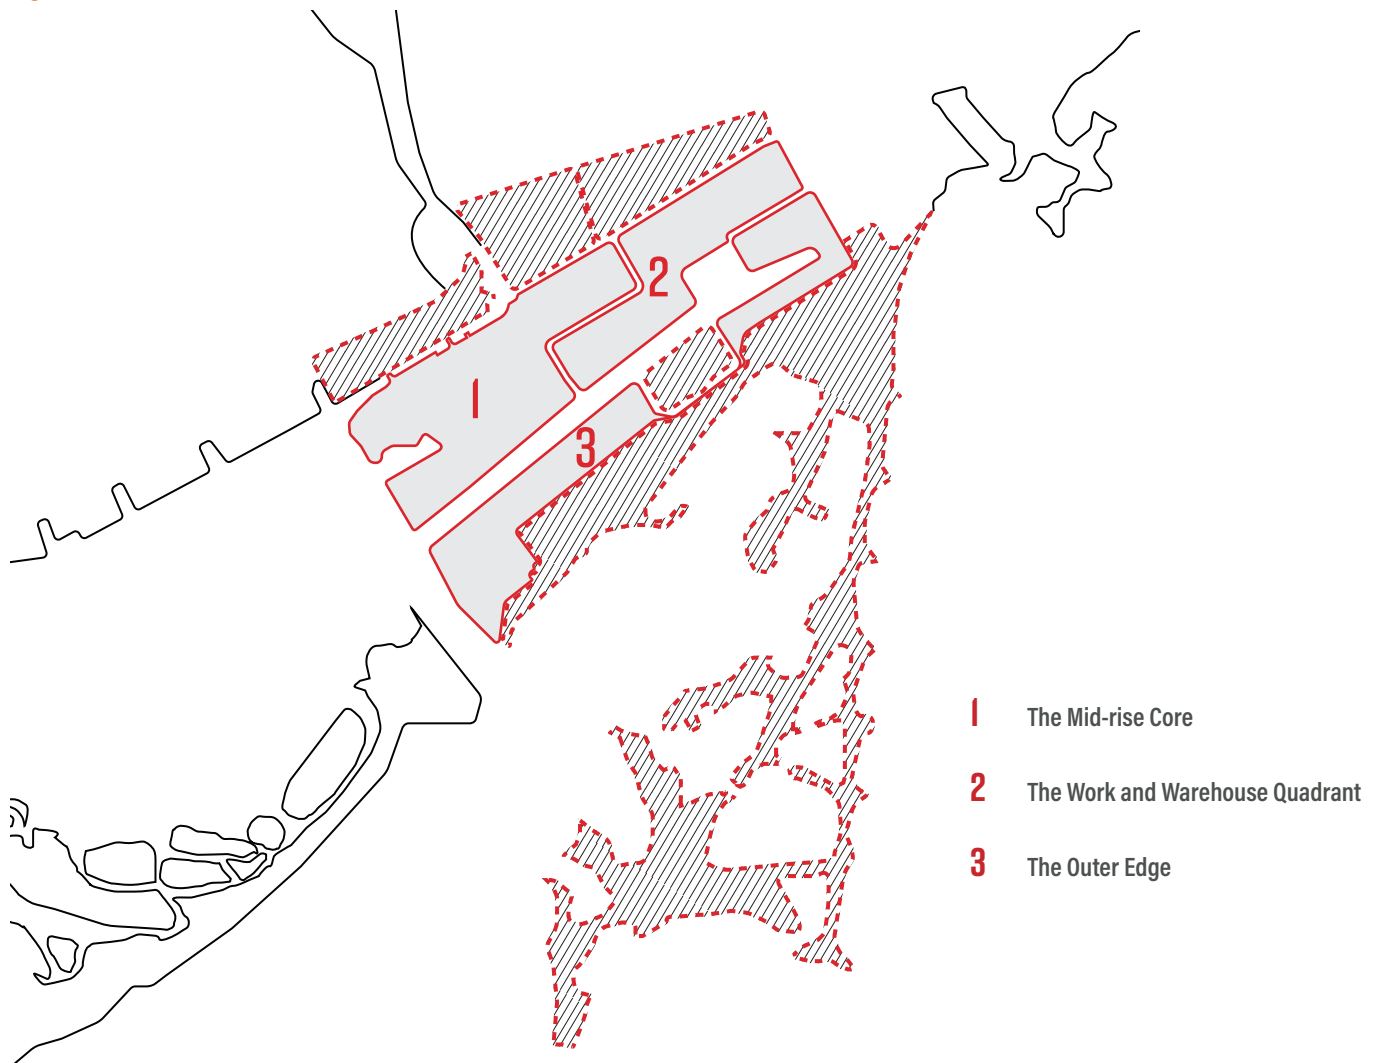 2
1
3
1 The Mid-rise Core
2 The Work and Warehouse Quadrant
3 The Outer Edge